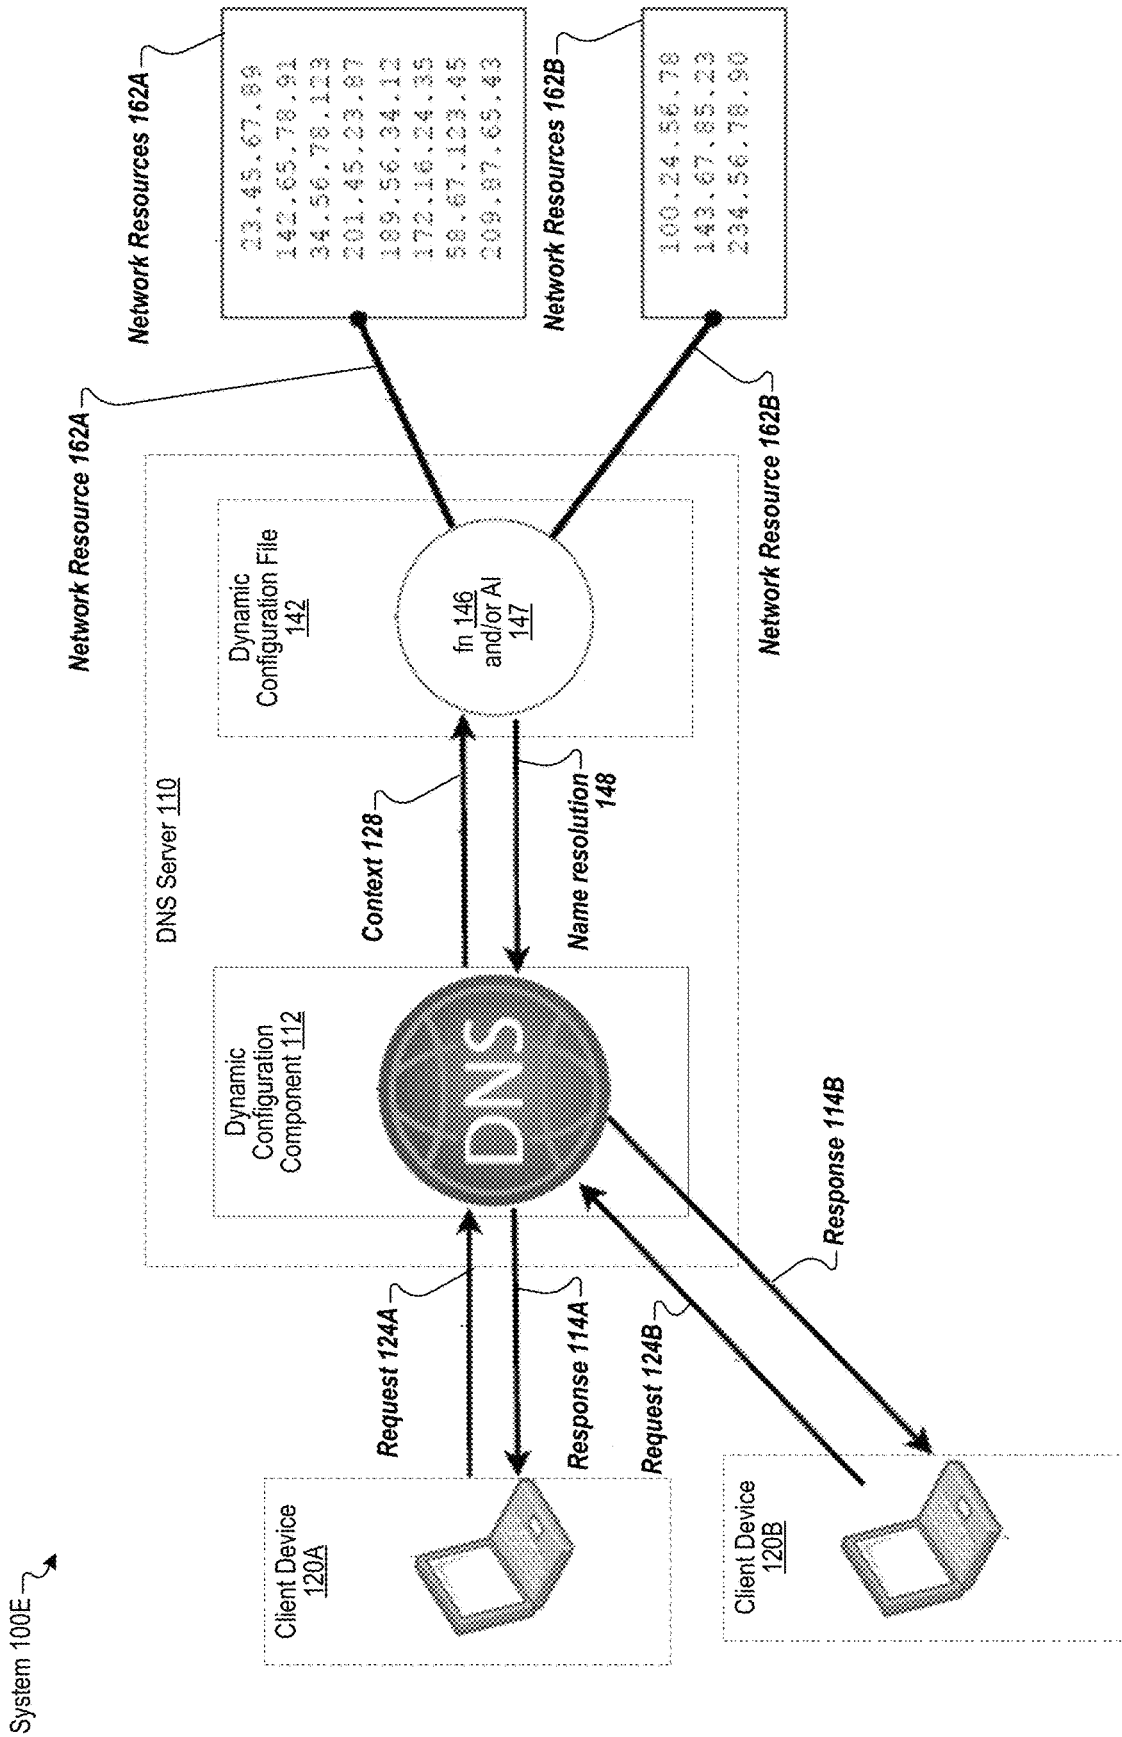 System 100E
Client Device
120A
Client Device
120B
Request 124A
Response 114A
Request 124B
Response 114B
DNS Server 110
Dynamic
Configuration
Component 112
DNS
Context 128
Name resolution
148
Dynamic
Configuration File
142
fn 146
and/or AI
147
Network Resource 162A
Network Resource 162B
Network Resources 162A
23.45.67.89
142.65.78.91
34.56.78.123
201.45.23.87
189.56.34.12
172.16.24.35
58.67.123.45
209.87.65.43
Network Resources 162B
100.24.56.78
143.67.85.23
234.56.78.90